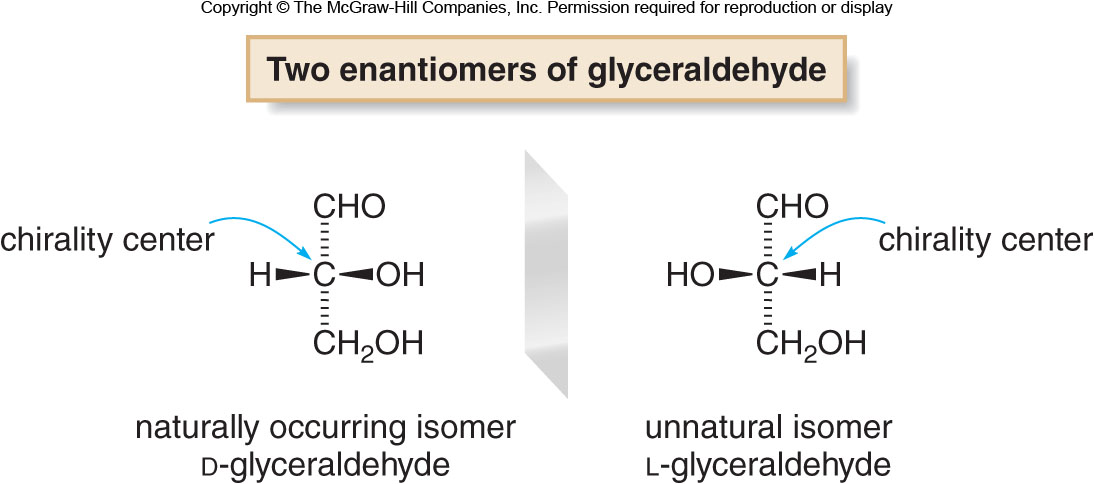 Copyright © The McGraw-Hill Companies, Inc. Permission required for reproduction or display
Two enantiomers of glyceraldehyde
CHO
chirality center
H C OH
CH₂OH
naturally occurring isomer
D-glyceraldehyde
CHO
chirality center
HO C H
CH₂OH
unnatural isomer
L-glyceraldehyde